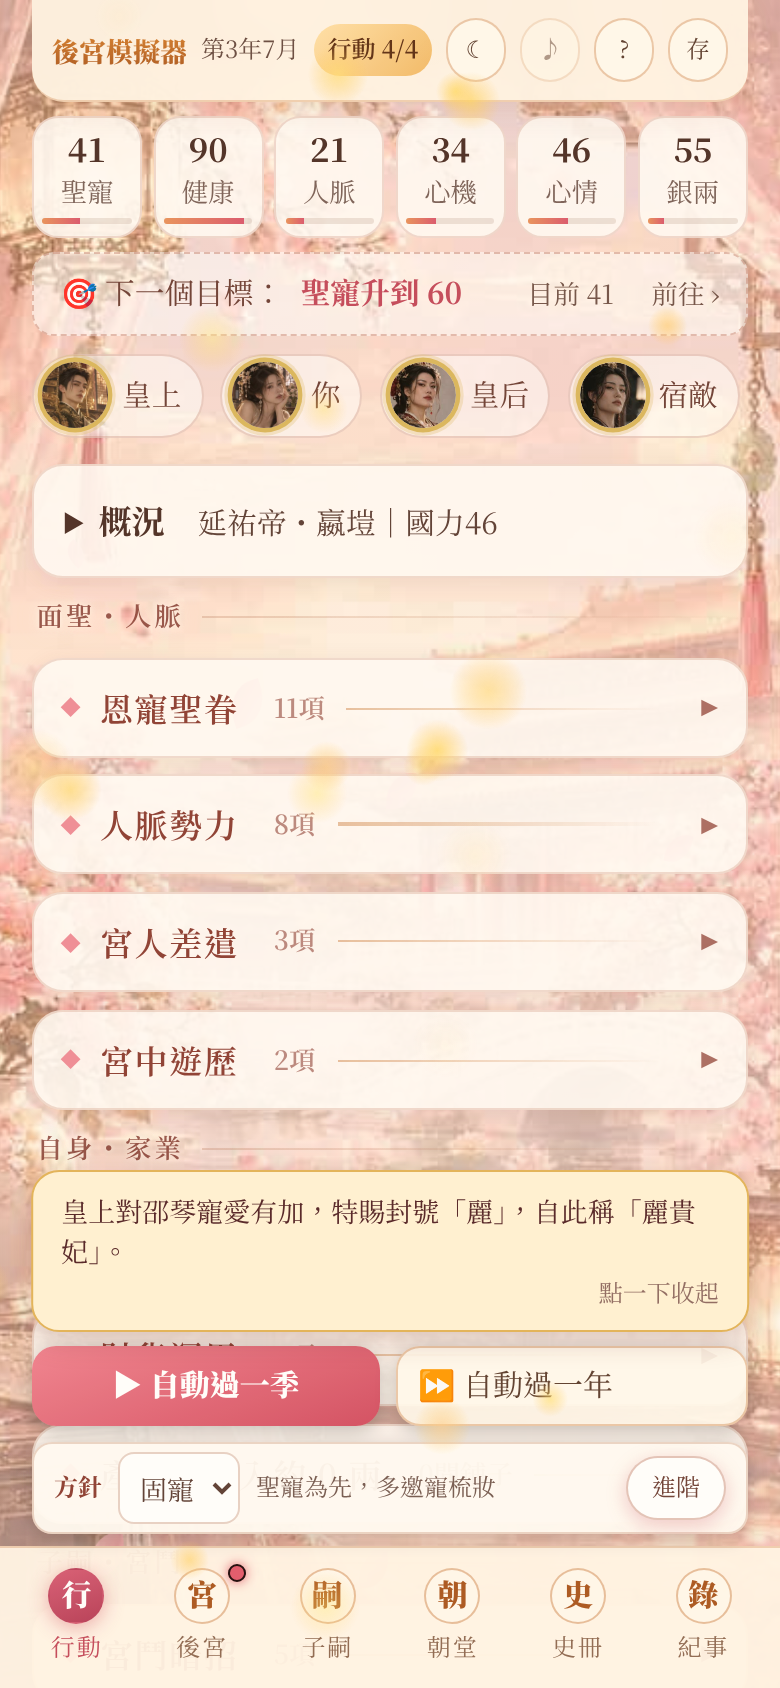 後宮模擬器 第3年7月 行動 4/4 ☾ ♪ ? 存
41 90 21 34 46 55
聖寵 健康 人脈 心機 心情 銀兩
🎯 下一個目標： 聖寵升到 60 目前 41 前往 ›
皇上 你 皇后 宿敵
▶ 概況 延祐帝・嬴塏｜國力46
面聖・人脈
恩寵聖眷 11項 ▶
人脈勢力 8項 ▶
宮人差遣 3項 ▶
宮中遊歷 2項 ▶
自身・家業
皇上對邵琴寵愛有加，特賜封號「麗」，自此稱「麗貴
妃」。
點一下收起
▶ 自動過一季 ⏩ 自動過一年
方針 固寵 聖寵為先，多邀寵梳妝 進階
行 宮 嗣 朝 史 錄
行動 後宮 子嗣 朝堂 史冊 紀事